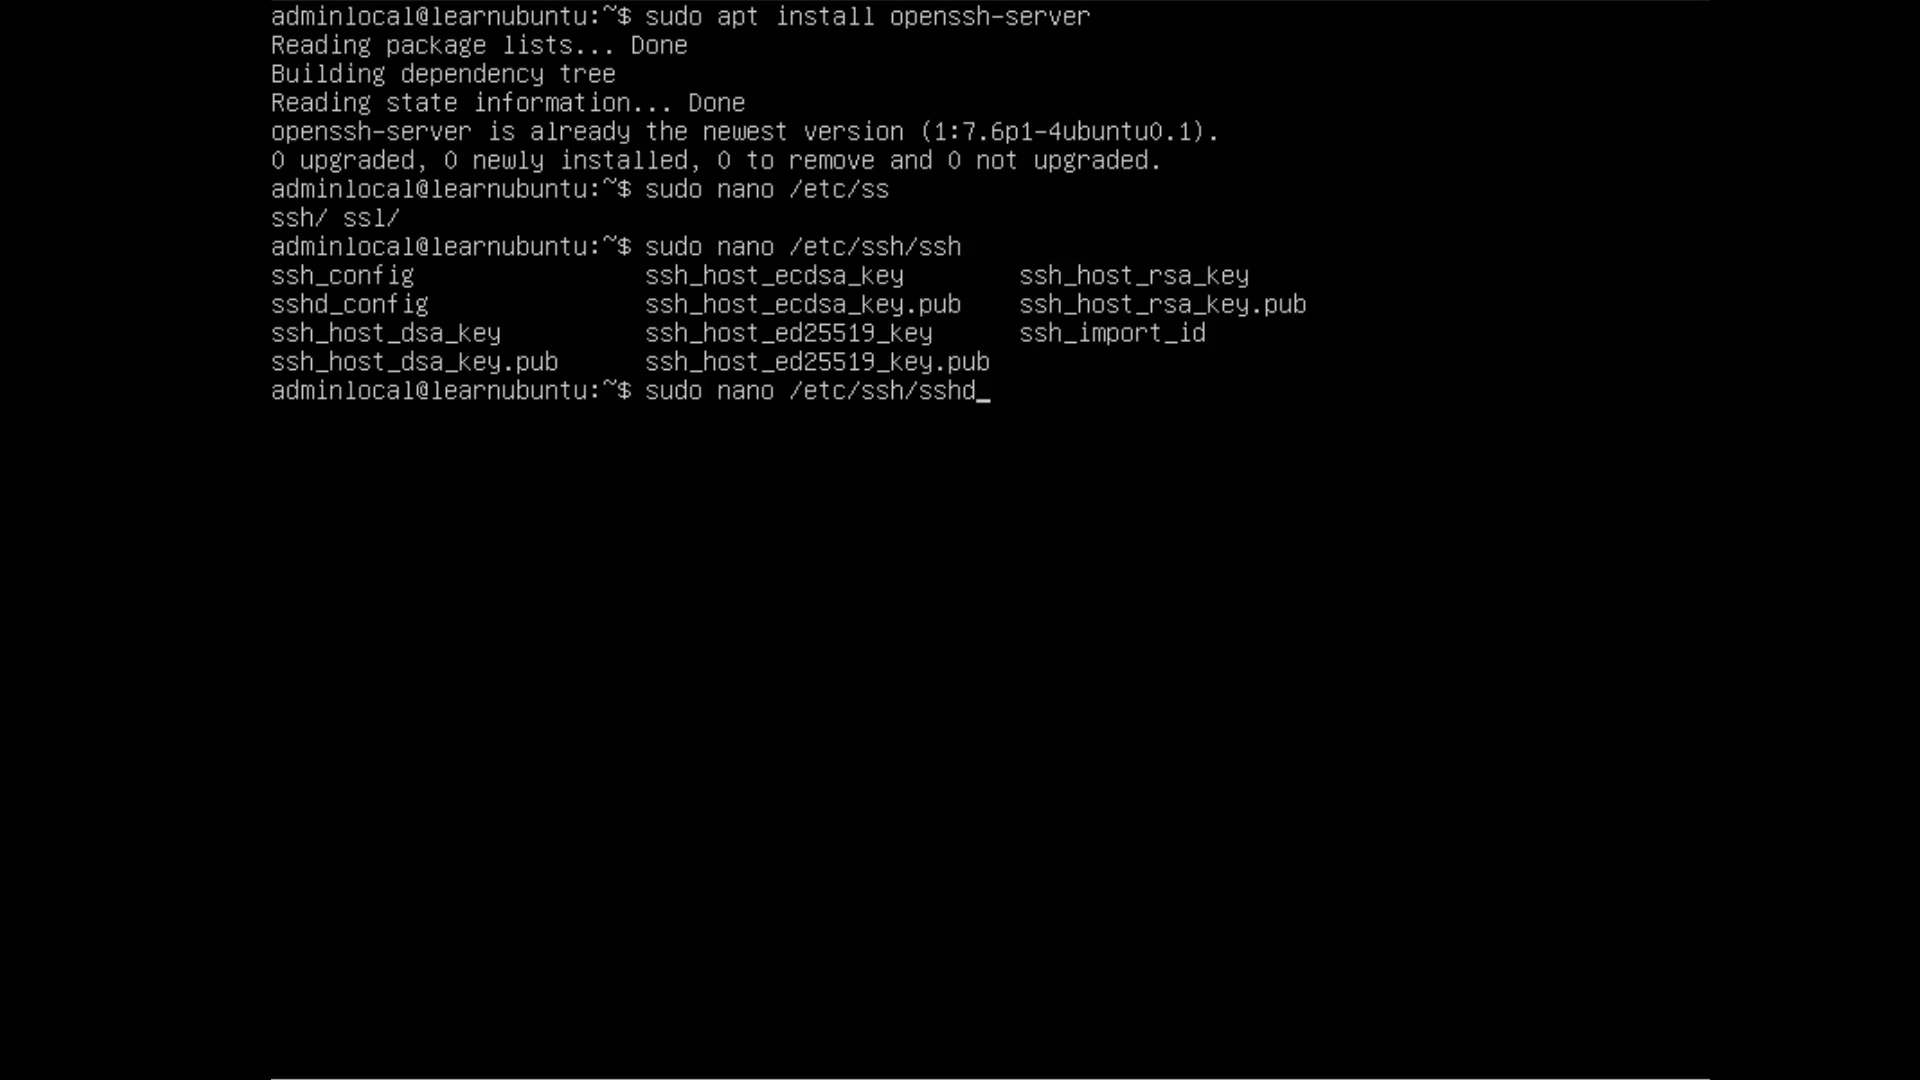 adminlocal@learnubuntu:~$ sudo apt install openssh-server
Reading package lists... Done
Building dependency tree
Reading state information... Done
openssh-server is already the newest version (1:7.6p1-4ubuntu0.1).
0 upgraded, 0 newly installed, 0 to remove and 0 not upgraded.
adminlocal@learnubuntu:~$ sudo nano /etc/ss
ssh/ ssl/
adminlocal@learnubuntu:~$ sudo nano /etc/ssh/ssh
ssh_config ssh_host_ecdsa_key ssh_host_rsa_key
sshd_config ssh_host_ecdsa_key.pub ssh_host_rsa_key.pub
ssh_host_dsa_key ssh_host_ed25519_key ssh_import_id
ssh_host_dsa_key.pub ssh_host_ed25519_key.pub
adminlocal@learnubuntu:~$ sudo nano /etc/ssh/sshd_